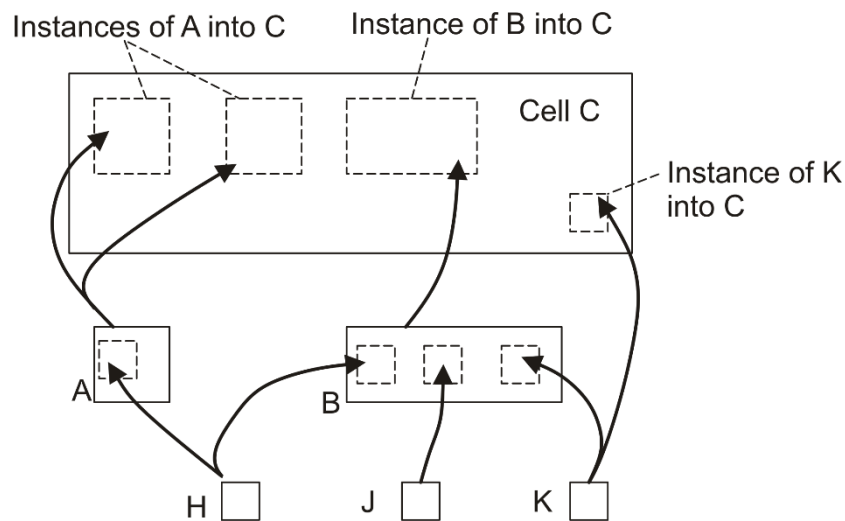 Instances of A into C
Instance of B into C
Cell C
Instance of K
into C
A
B
H
J
K